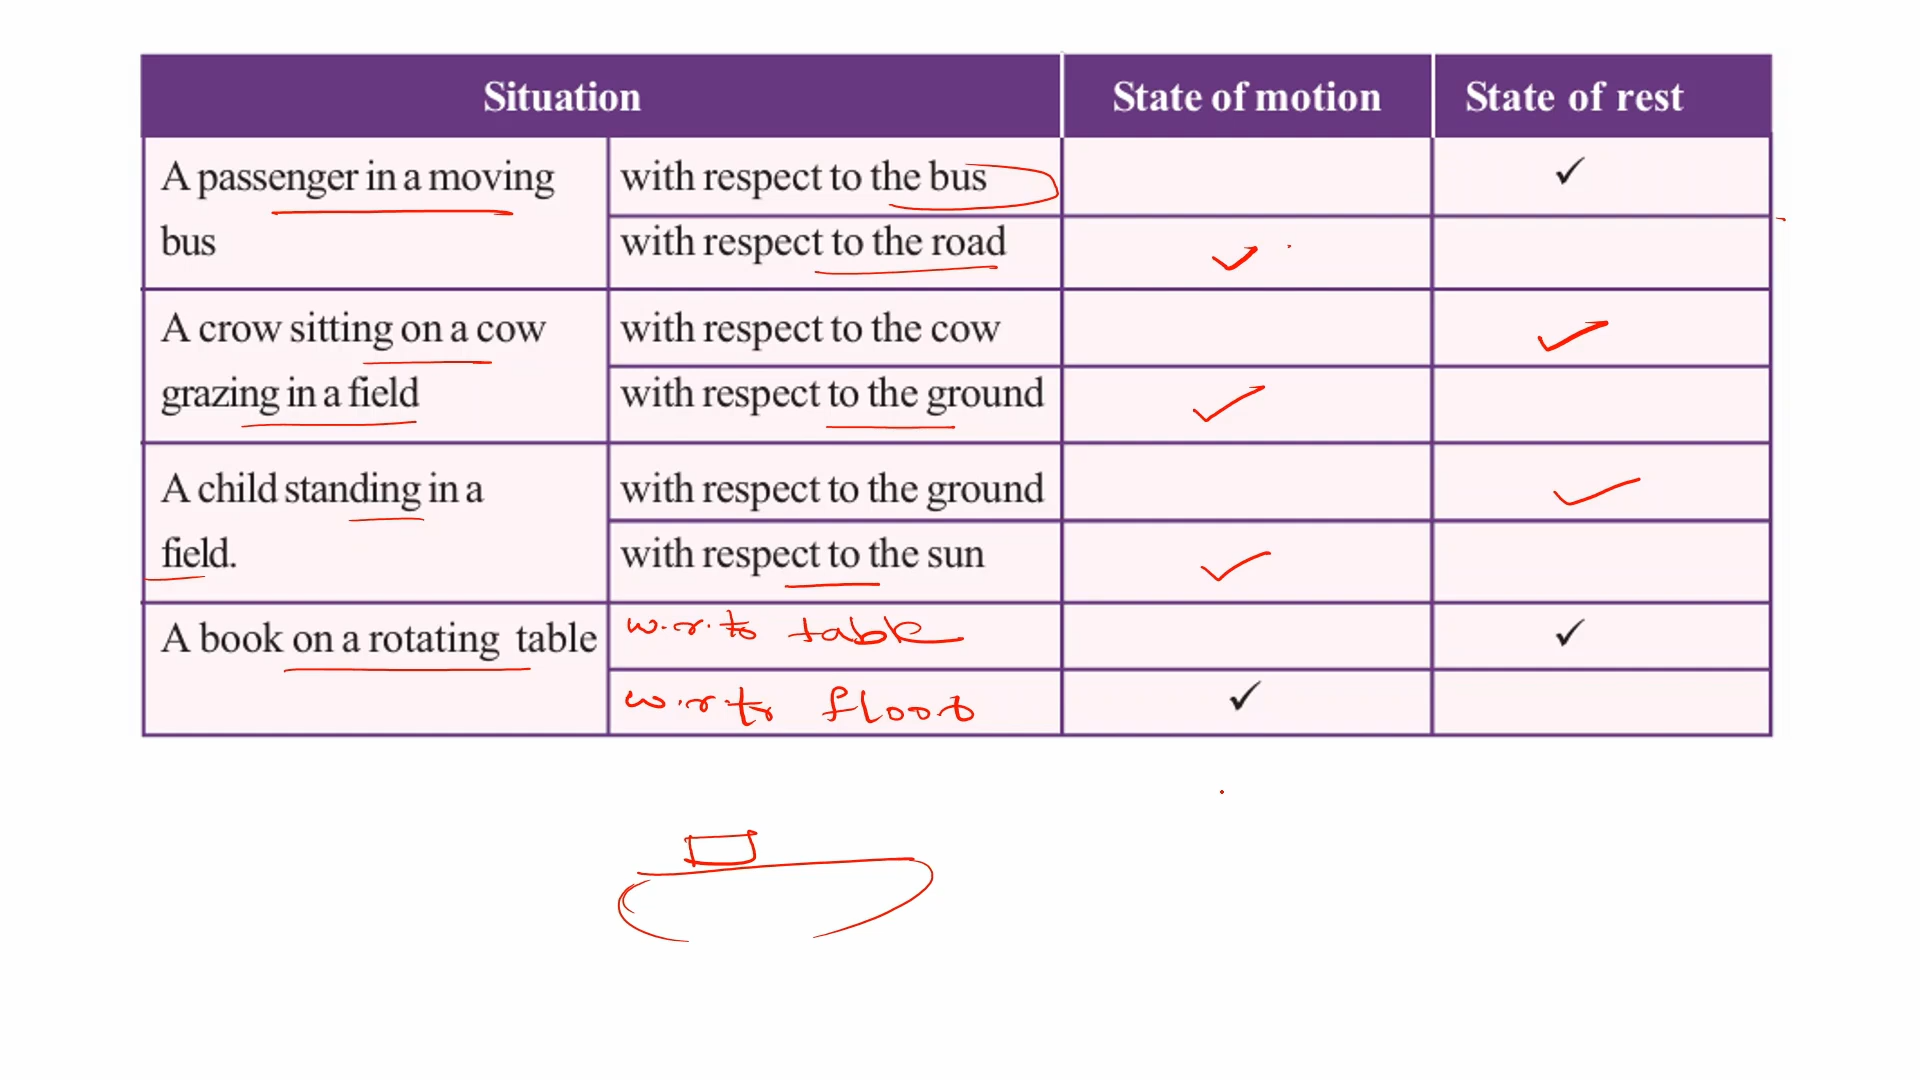 Situation State of motion State of rest
A passenger in a moving bus with respect to the bus ✓
with respect to the road ✓
A crow sitting on a cow grazing in a field with respect to the cow ✓
with respect to the ground ✓
A child standing in a field. with respect to the ground ✓
with respect to the sun ✓
A book on a rotating table w.r.to table ✓
w.r.to floor ✓